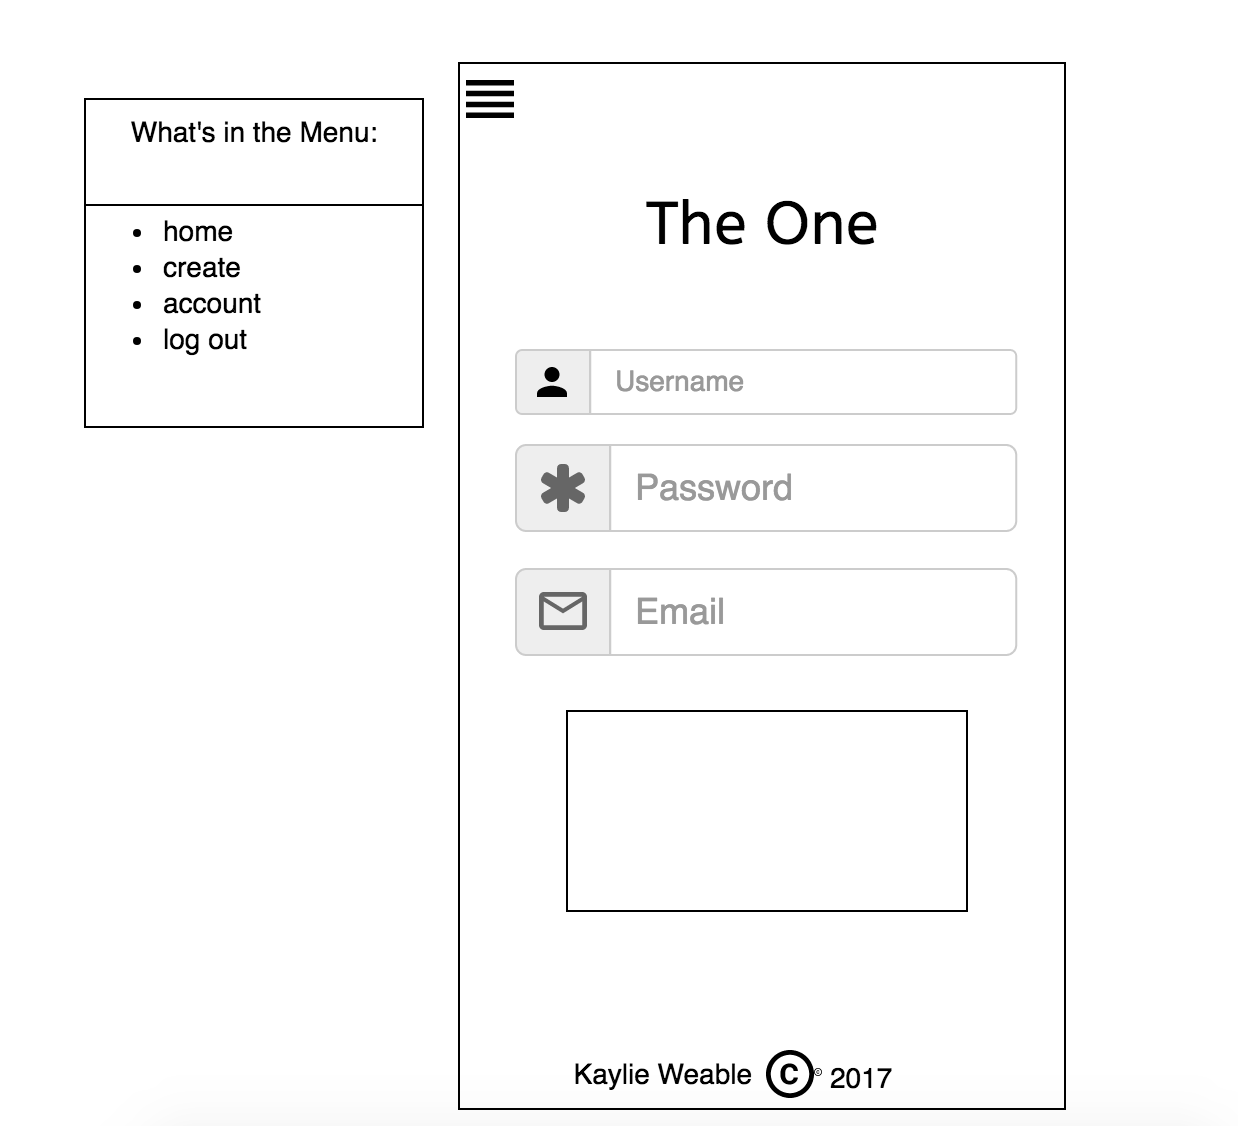 What's in the Menu:
• home
• create
• account
• log out
The One
Username
Password
Email
Kaylie Weable © © 2017